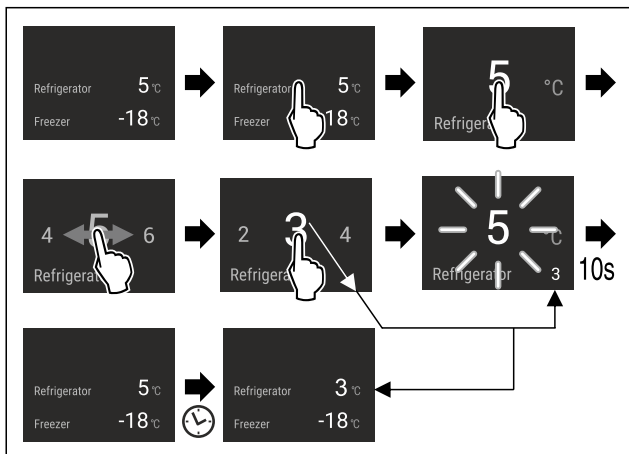 Refrigerator 5 °C
Freezer -18 °C
Refrigerator 5 °C
Freezer 18 °C
5 °C
Refrigera
4 5 6
Refrigerat
2 3 4
Refrigera
5 °C
Refrigerator 3
10s
Refrigerator 5 °C
Freezer -18 °C
Refrigerator 3 °C
Freezer -18 °C